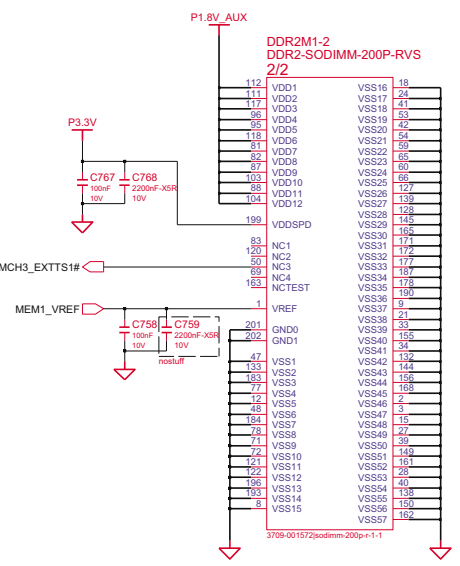 P1.8V_AUX
DDR2M1-2
DDR2-SODIMM-200P-RVS
2/2
112 VDD1 VSS16 18
111 VDD2 VSS17 24
117 VDD3 VSS18 41
96 VDD4 VSS19 53
95 VDD5 VSS20 42
118 VDD6 VSS21 54
81 VDD7 VSS22 59
82 VDD8 VSS23 65
87 VDD9 VSS24 60
103 VDD10 VSS25 66
88 VDD11 VSS26 127
104 VDD12 VSS27 139
VSS28 128
199 VDDSPD VSS29 145
VSS30 165
83 NC1 VSS31 171
120 NC2 VSS32 172
50 NC3 VSS33 177
69 NC4 VSS34 187
163 NCTEST VSS35 178
VSS36 190
1 VREF VSS37 9
VSS38 21
201 GND0 VSS39 33
202 GND1 VSS40 155
VSS41 34
47 VSS1 VSS42 132
133 VSS2 VSS43 144
183 VSS3 VSS44 156
77 VSS4 VSS45 168
12 VSS5 VSS46 2
48 VSS6 VSS47 3
184 VSS7 VSS48 15
78 VSS8 VSS49 27
71 VSS9 VSS50 39
72 VSS10 VSS51 149
121 VSS11 VSS52 161
122 VSS12 VSS53 28
196 VSS13 VSS54 40
193 VSS14 VSS55 138
8 VSS15 VSS56 150
VSS57 162
3709-001572|sodimm-200p-r-1-1
P3.3V
C767
100nF
10V
C768
2200nF-X5R
10V
MCH3_EXTTS1#
MEM1_VREF
C758
100nF
10V
C759
2200nF-X5R
10V
nostuff